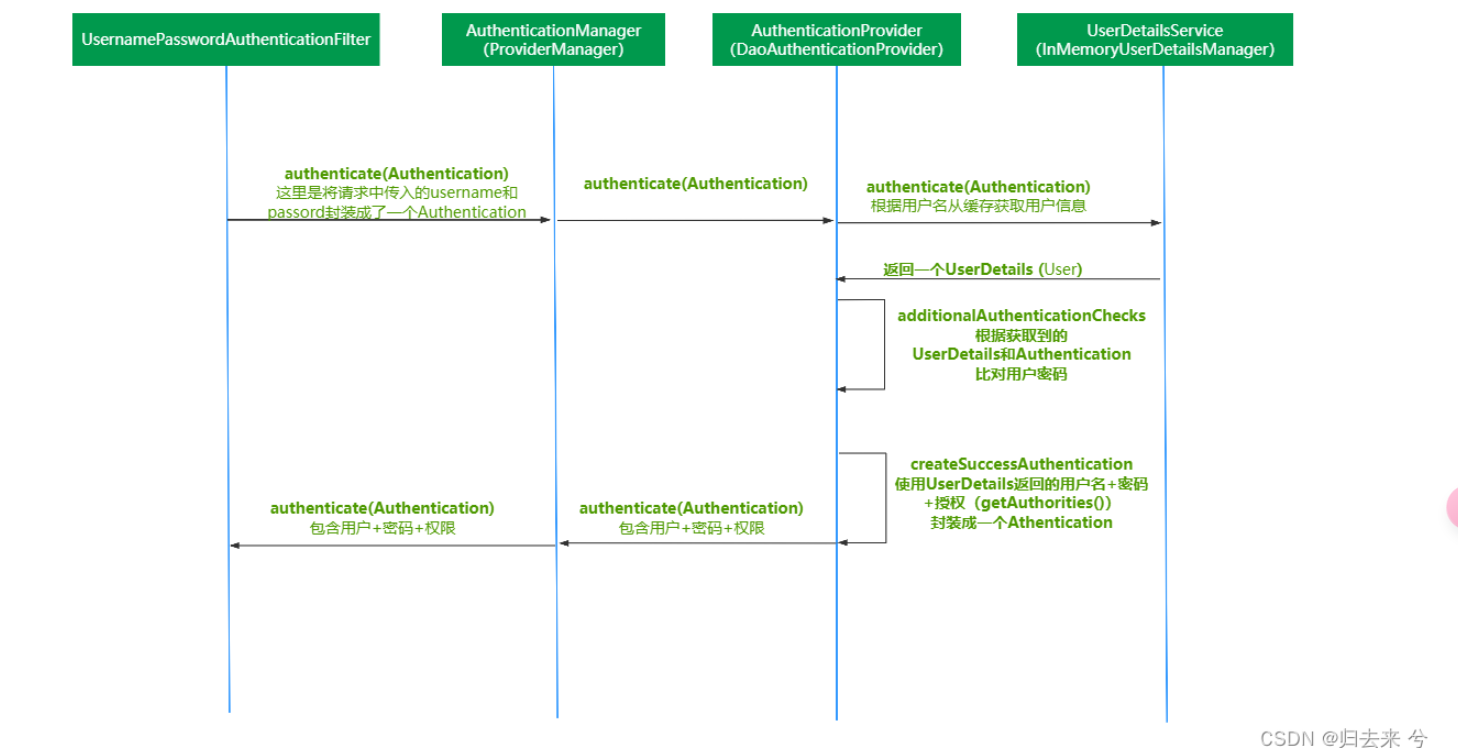 UsernamePasswordAuthenticationFilter
AuthenticationManager
(ProviderManager)
AuthenticationProvider
(DaoAuthenticationProvider)
UserDetailsService
(InMemoryUserDetailsManager)
authenticate(Authentication)
这里是将请求中传入的username和
passord封装成了一个Authentication
authenticate(Authentication)
authenticate(Authentication)
根据用户名从缓存获取用户信息
返回一个UserDetails (User)
additionalAuthenticationChecks
根据获取到的
UserDetails和Authentication
比对用户密码
createSuccessAuthentication
使用UserDetails返回的用户名+密码
+授权（getAuthorities()）
封装成一个Athentication
authenticate(Authentication)
包含用户+密码+权限
authenticate(Authentication)
包含用户+密码+权限
CSDN @归去来 兮